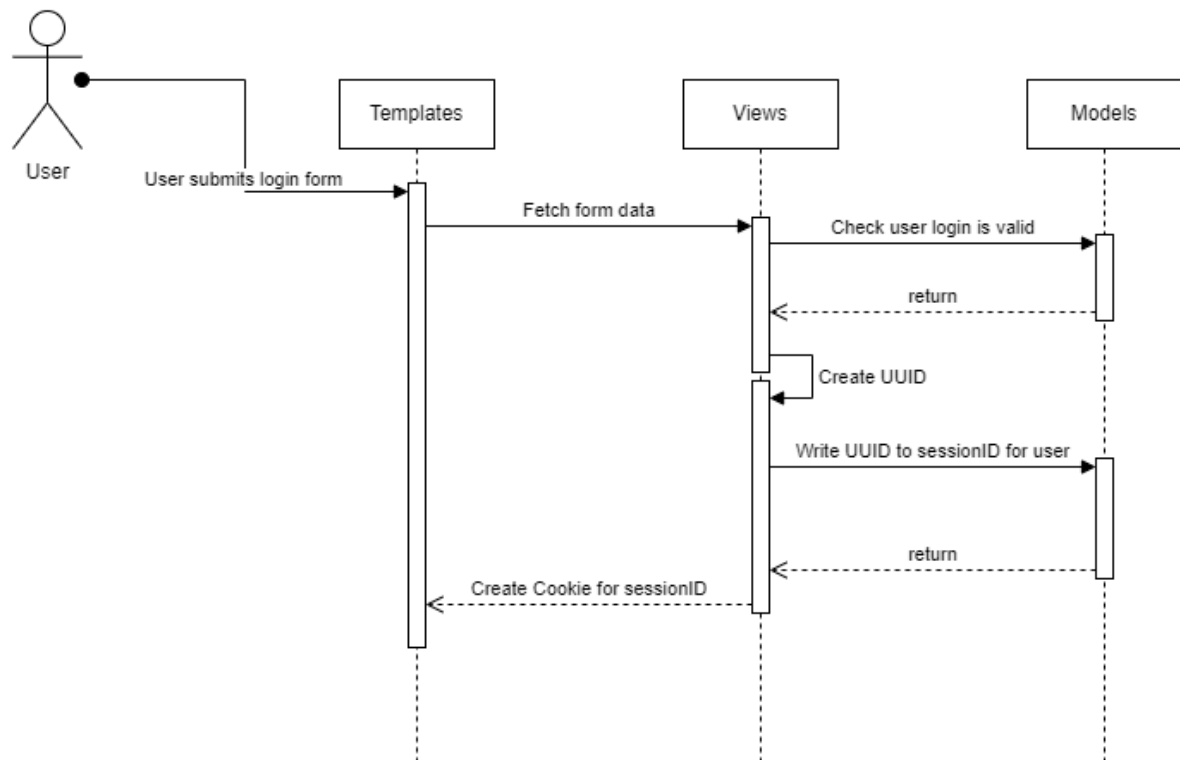 Templates
Views
Models
User
User submits login form
Fetch form data
Check user login is valid
return
Create UUID
Write UUID to sessionID for user
return
Create Cookie for sessionID